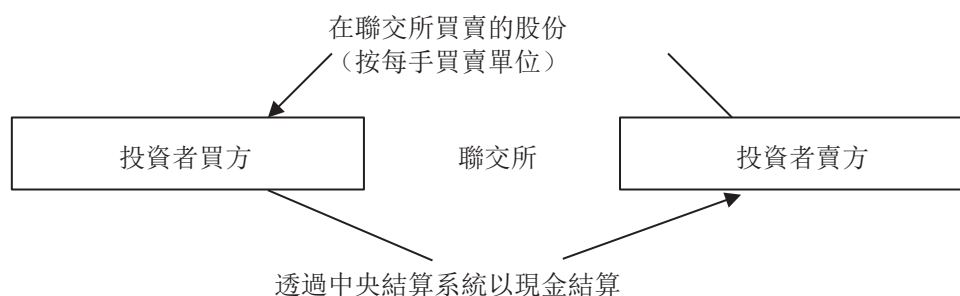 在聯交所買賣的股份
（按每手買賣單位）
投資者買方
聯交所
投資者賣方
透過中央結算系統以現金結算